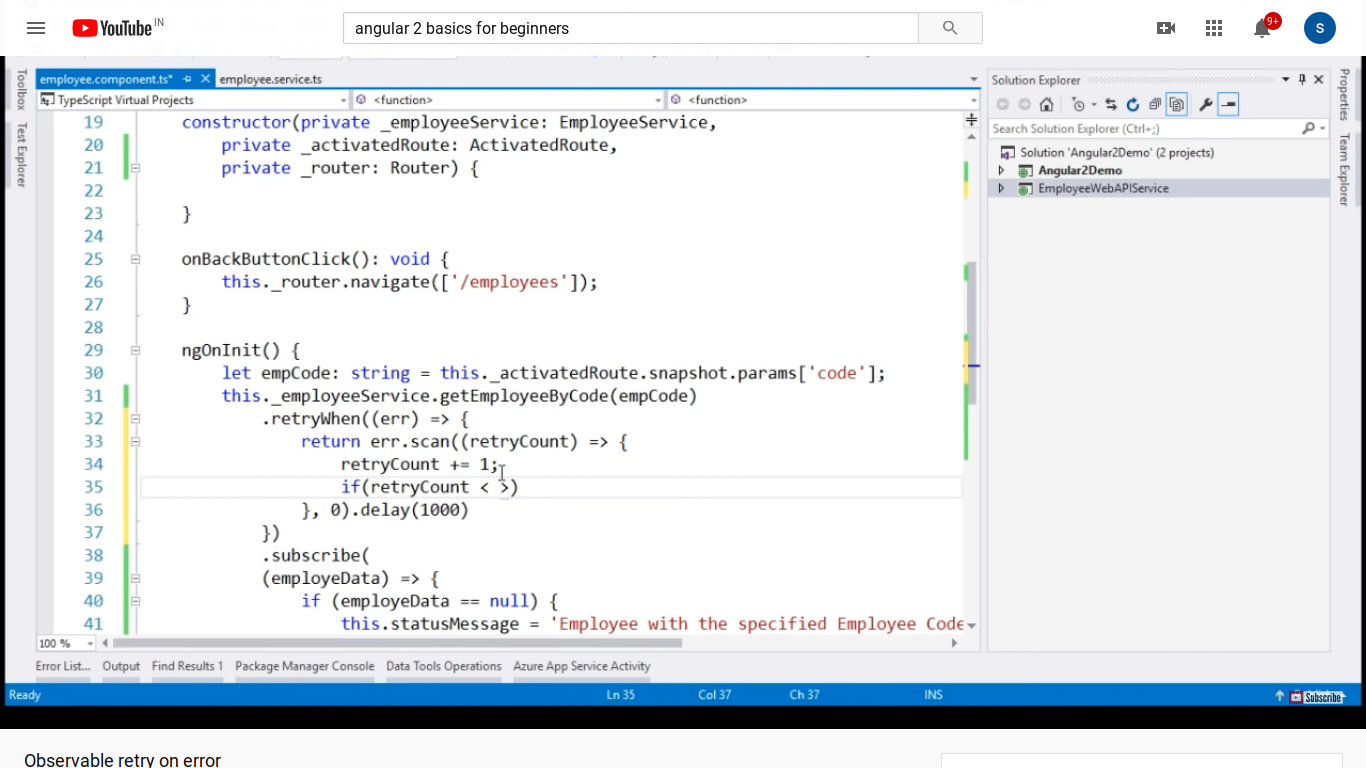 YouTube IN
angular 2 basics for beginners
9+
S
Toolbox
Test Explorer
employee.component.ts*
employee.service.ts
TypeScript Virtual Projects
<function>
<function>
19 constructor(private _employeeService: EmployeeService,
20 private _activatedRoute: ActivatedRoute,
21 private _router: Router) {
22
23 }
24
25 onBackButtonClick(): void {
26 this._router.navigate(['/employees']);
27 }
28
29 ngOnInit() {
30 let empCode: string = this._activatedRoute.snapshot.params['code'];
31 this._employeeService.getEmployeeByCode(empCode)
32 .retryWhen((err) => {
33 return err.scan((retryCount) => {
34 retryCount += 1;
35 if(retryCount < >)
36 }, 0).delay(1000)
37 })
38 .subscribe(
39 (employeData) => {
40 if (employeData == null) {
41 this.statusMessage = 'Employee with the specified Employee Code
100 %
Solution Explorer
Search Solution Explorer (Ctrl+;)
Solution 'Angular2Demo' (2 projects)
Angular2Demo
EmployeeWebAPIService
Properties
Team Explorer
Error List... Output Find Results 1 Package Manager Console Data Tools Operations Azure App Service Activity
Ready Ln 35 Col 37 Ch 37 INS
Subscribe
Observable retry on error